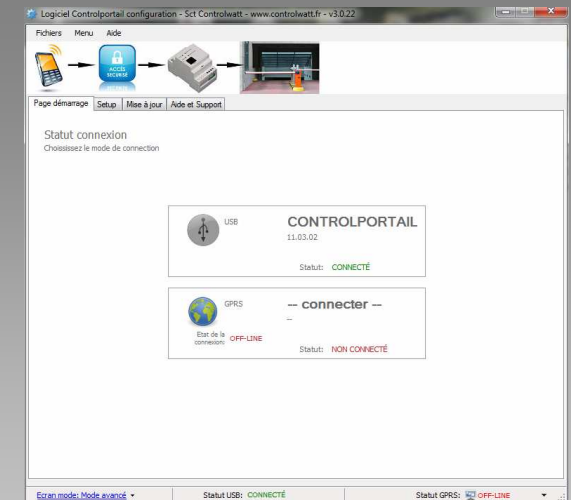 Logiciel Controlportail configuration - Sct Controlwatt - www.controlwatt.fr - v3.0.22
Fichiers Menu Aide
ACCÈS
SÉCURISÉ
Page démarrage Setup Mise à jour Aide et Support
Statut connexion
Choississez le mode de connection
USB
CONTROLPORTAIL
11.03.02
Statut: CONNECTÉ
GPRS
--- connecter ---
--
Etat de la connexion: OFF-LINE
Statut: NON CONNECTÉ
Ecran mode: Mode avancé
Statut USB: CONNECTÉ
Statut GPRS: OFF-LINE